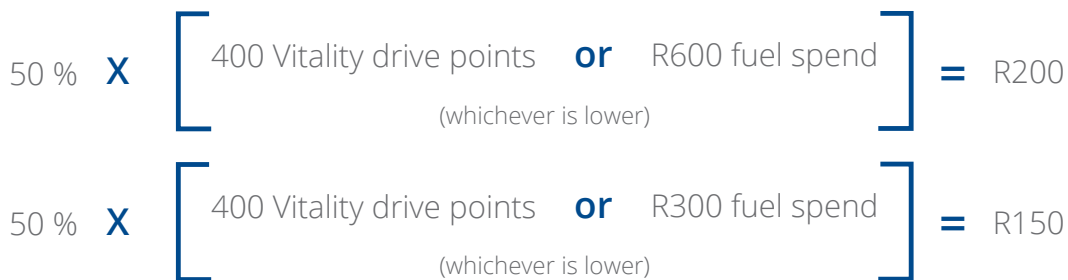 50 % X [ 400 Vitality drive points or R600 fuel spend ] = R200
(whichever is lower)
50 % X [ 400 Vitality drive points or R300 fuel spend ] = R150
(whichever is lower)